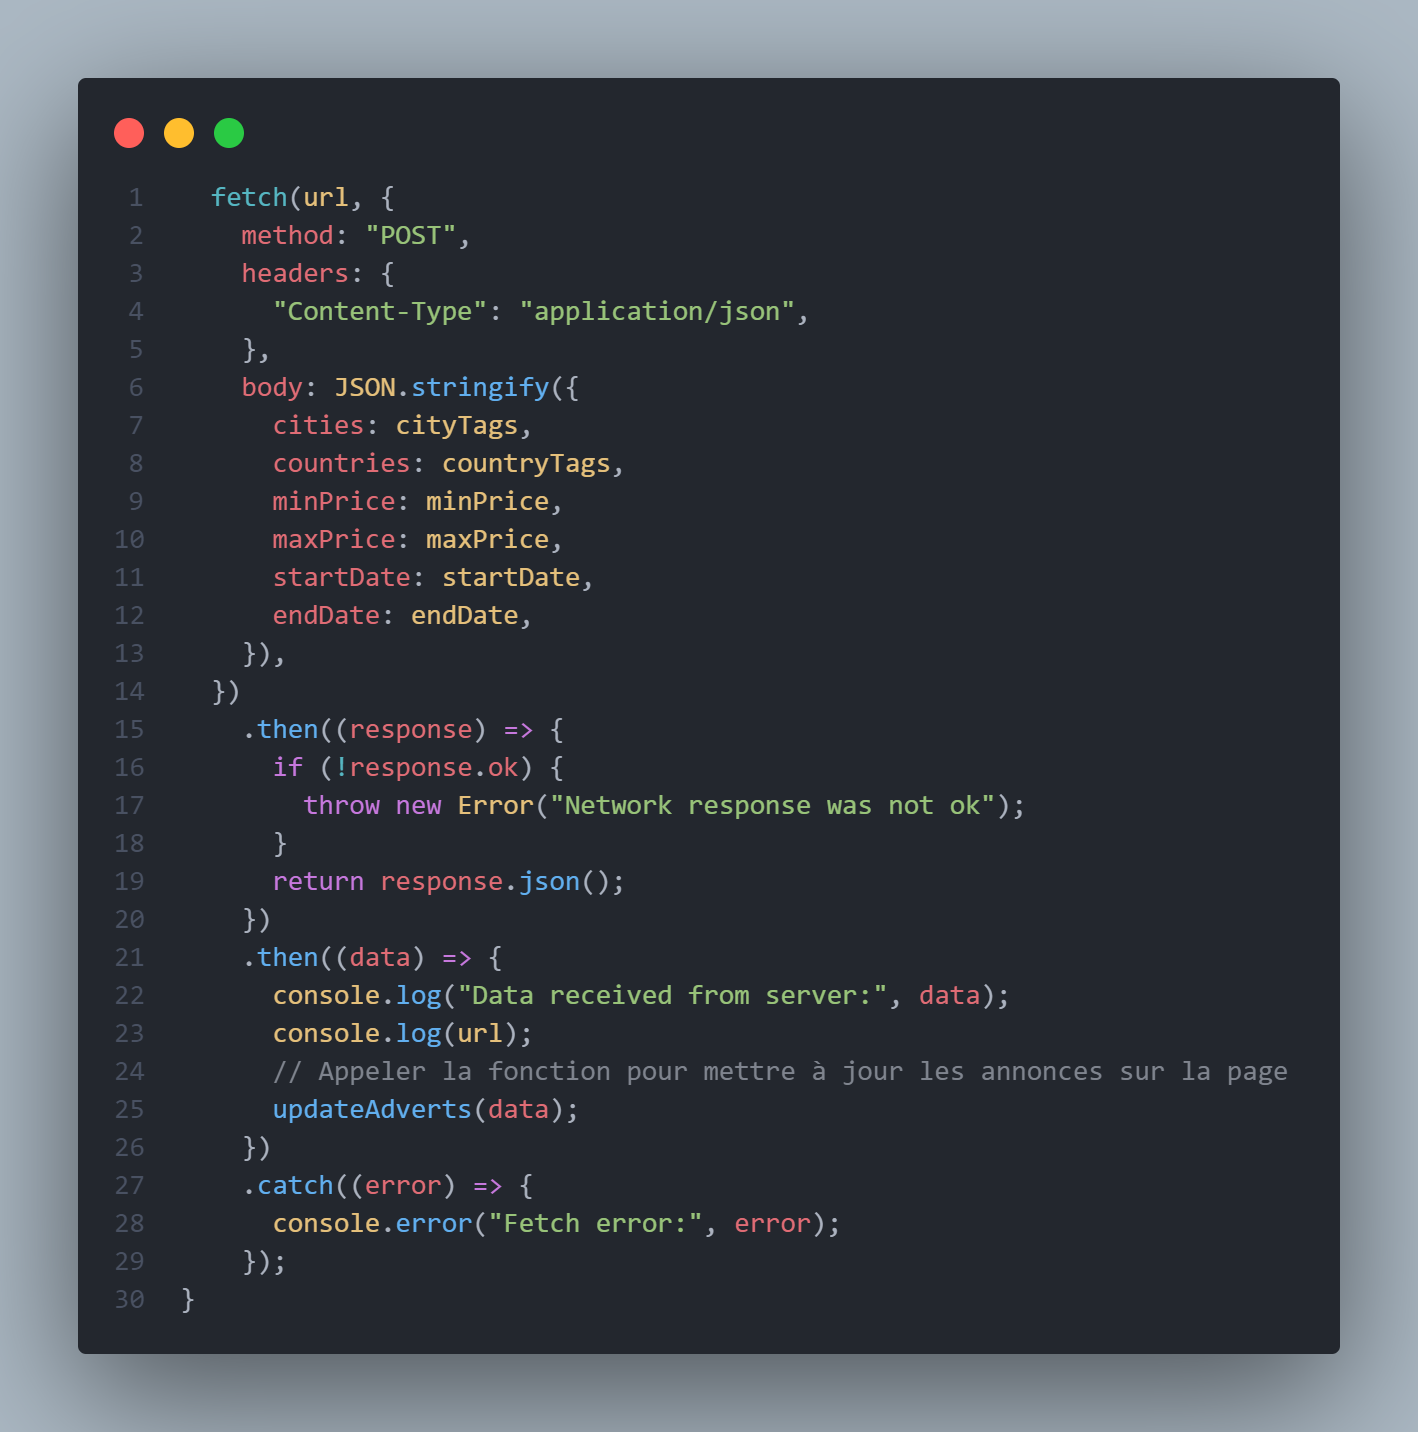 1 fetch(url, {
2 method: "POST",
3 headers: {
4 "Content-Type": "application/json",
5 },
6 body: JSON.stringify({
7 cities: cityTags,
8 countries: countryTags,
9 minPrice: minPrice,
10 maxPrice: maxPrice,
11 startDate: startDate,
12 endDate: endDate,
13 }),
14 })
15 .then((response) => {
16 if (!response.ok) {
17 throw new Error("Network response was not ok");
18 }
19 return response.json();
20 })
21 .then((data) => {
22 console.log("Data received from server:", data);
23 console.log(url);
24 // Appeler la fonction pour mettre à jour les annonces sur la page
25 updateAdverts(data);
26 })
27 .catch((error) => {
28 console.error("Fetch error:", error);
29 });
30 }